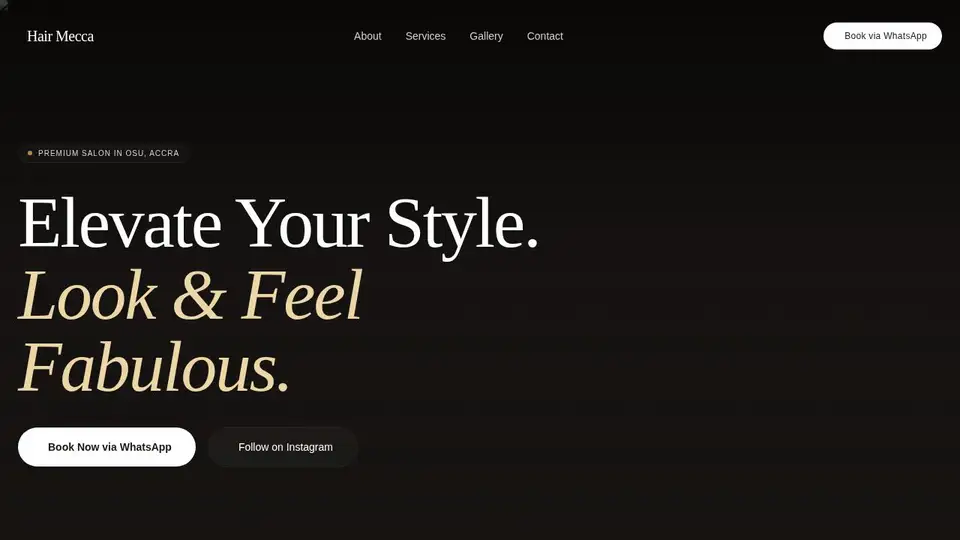 Hair Mecca
About
Services
Gallery
Contact
Book via WhatsApp
PREMIUM SALON IN OSU, ACCRA
Elevate Your Style.
Look & Feel
Fabulous.
Book Now via WhatsApp
Follow on Instagram